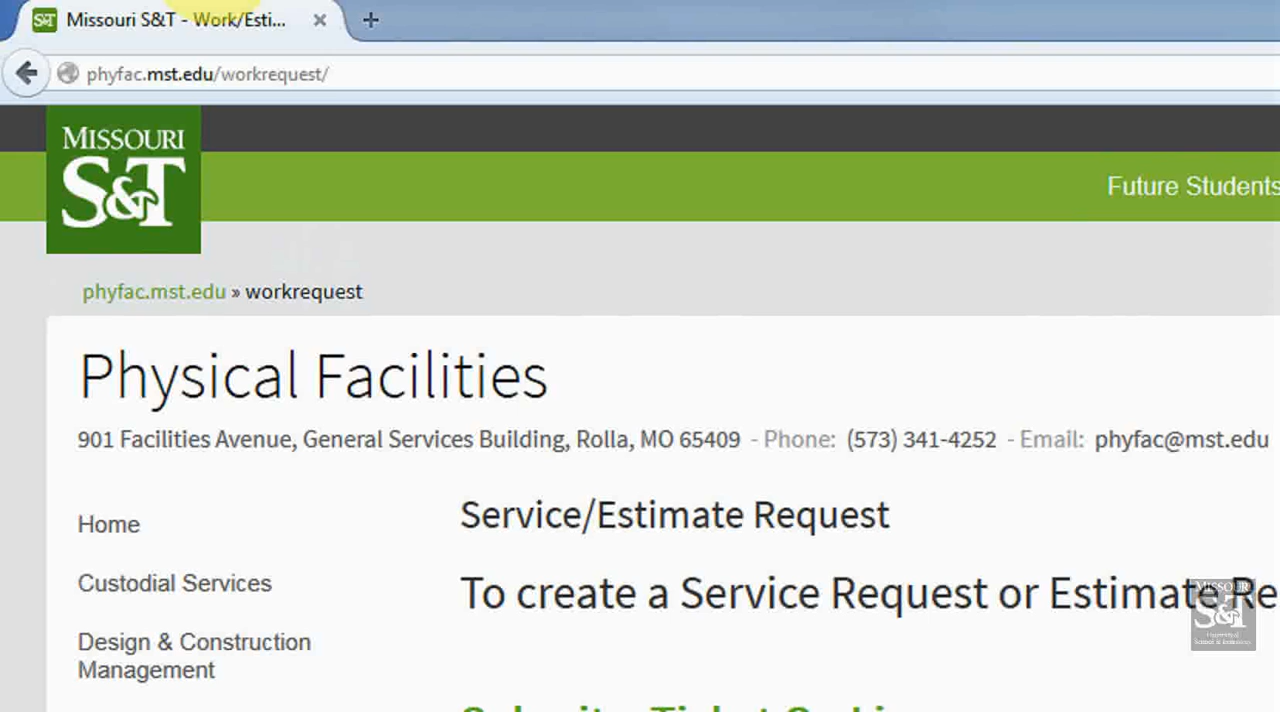 Missouri S&T - Work/Esti...
phyfac.mst.edu/workrequest/
MISSOURI
S&T
Future Students
phyfac.mst.edu » workrequest
Physical Facilities
901 Facilities Avenue, General Services Building, Rolla, MO 65409 - Phone: (573) 341-4252 - Email: phyfac@mst.edu
Home
Service/Estimate Request
Custodial Services
To create a Service Request or Estimate Re
MISSOURI
S&T
Design & Construction
Management